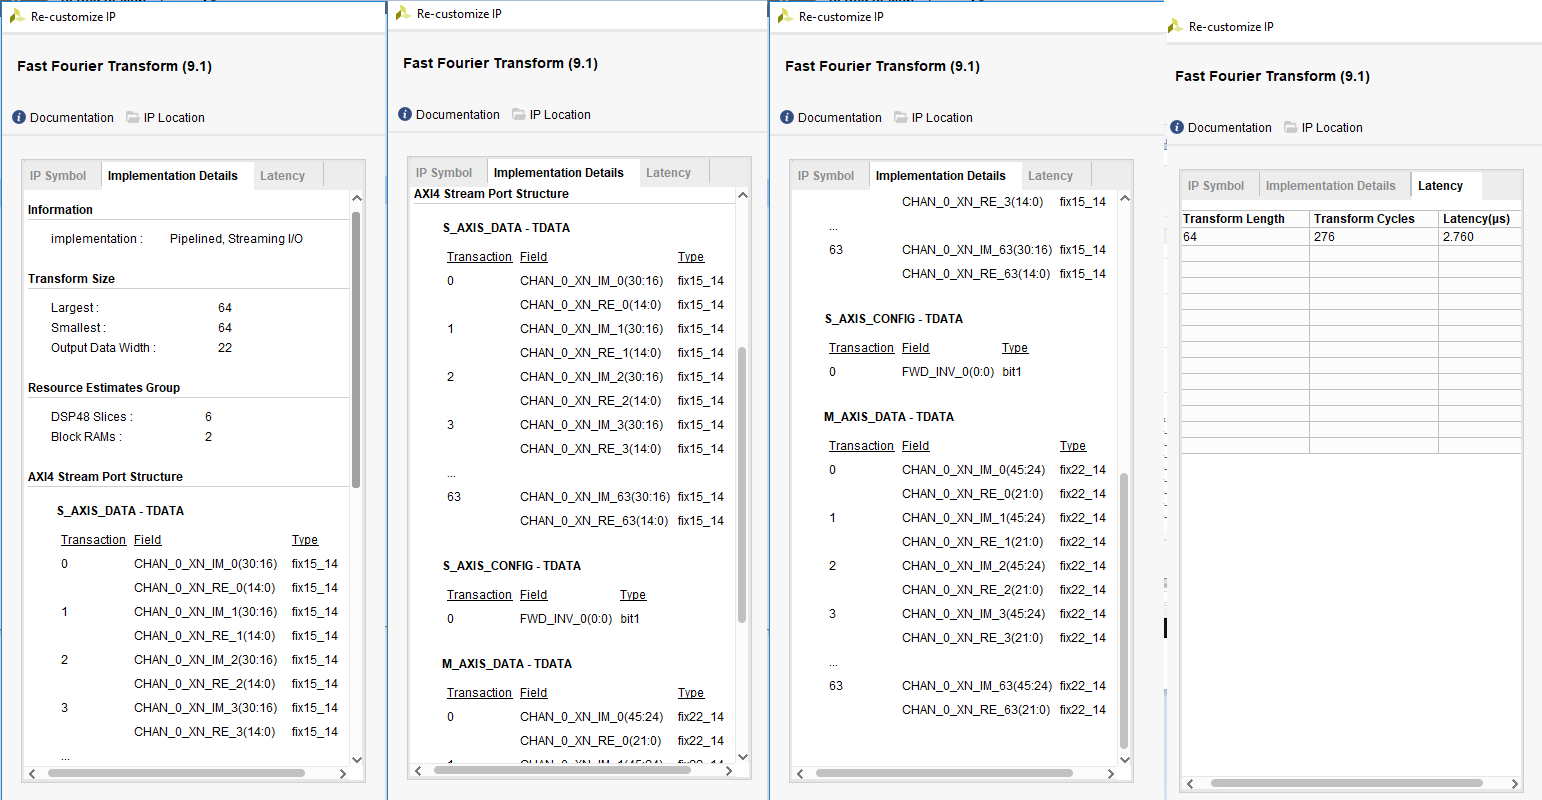 Re-customize IP
Fast Fourier Transform (9.1)
Documentation IP Location
IP Symbol Implementation Details Latency
Information
implementation : Pipelined, Streaming I/O
Transform Size
Largest : 64
Smallest : 64
Output Data Width : 22
Resource Estimates Group
DSP48 Slices : 6
Block RAMs : 2
AXI4 Stream Port Structure
S_AXIS_DATA - TDATA
Transaction Field Type
0 CHAN_0_XN_IM_0(30:16) fix15_14
CHAN_0_XN_RE_0(14:0) fix15_14
1 CHAN_0_XN_IM_1(30:16) fix15_14
CHAN_0_XN_RE_1(14:0) fix15_14
2 CHAN_0_XN_IM_2(30:16) fix15_14
CHAN_0_XN_RE_2(14:0) fix15_14
3 CHAN_0_XN_IM_3(30:16) fix15_14
CHAN_0_XN_RE_3(14:0) fix15_14
...
Re-customize IP
Fast Fourier Transform (9.1)
Documentation IP Location
IP Symbol Implementation Details Latency
AXI4 Stream Port Structure
S_AXIS_DATA - TDATA
Transaction Field Type
0 CHAN_0_XN_IM_0(30:16) fix15_14
CHAN_0_XN_RE_0(14:0) fix15_14
1 CHAN_0_XN_IM_1(30:16) fix15_14
CHAN_0_XN_RE_1(14:0) fix15_14
2 CHAN_0_XN_IM_2(30:16) fix15_14
CHAN_0_XN_RE_2(14:0) fix15_14
3 CHAN_0_XN_IM_3(30:16) fix15_14
CHAN_0_XN_RE_3(14:0) fix15_14
...
63 CHAN_0_XN_IM_63(30:16) fix15_14
CHAN_0_XN_RE_63(14:0) fix15_14
S_AXIS_CONFIG - TDATA
Transaction Field Type
0 FWD_INV_0(0:0) bit1
M_AXIS_DATA - TDATA
Transaction Field Type
0 CHAN_0_XN_IM_0(45:24) fix22_14
CHAN_0_XN_RE_0(21:0) fix22_14
1 CHAN_0_XN_IM_1(45:24) fix22_14
Re-customize IP
Fast Fourier Transform (9.1)
Documentation IP Location
IP Symbol Implementation Details Latency
CHAN_0_XN_RE_3(14:0) fix15_14
...
63 CHAN_0_XN_IM_63(30:16) fix15_14
CHAN_0_XN_RE_63(14:0) fix15_14
S_AXIS_CONFIG - TDATA
Transaction Field Type
0 FWD_INV_0(0:0) bit1
M_AXIS_DATA - TDATA
Transaction Field Type
0 CHAN_0_XN_IM_0(45:24) fix22_14
CHAN_0_XN_RE_0(21:0) fix22_14
1 CHAN_0_XN_IM_1(45:24) fix22_14
CHAN_0_XN_RE_1(21:0) fix22_14
2 CHAN_0_XN_IM_2(45:24) fix22_14
CHAN_0_XN_RE_2(21:0) fix22_14
3 CHAN_0_XN_IM_3(45:24) fix22_14
CHAN_0_XN_RE_3(21:0) fix22_14
...
63 CHAN_0_XN_IM_63(45:24) fix22_14
CHAN_0_XN_RE_63(21:0) fix22_14
Re-customize IP
Fast Fourier Transform (9.1)
Documentation IP Location
IP Symbol Implementation Details Latency
Transform Length Transform Cycles Latency(µs)
64 276 2.760